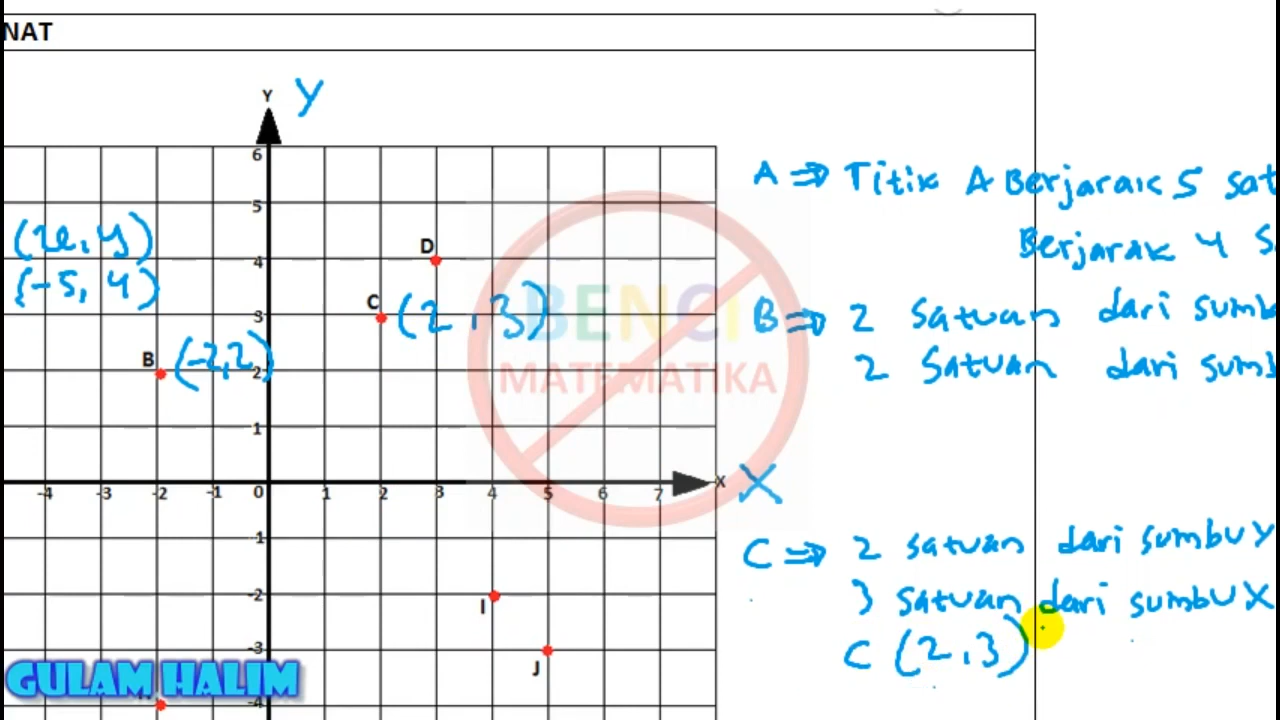 NAT
Y Y
6
5
4
3
2
1
(x, y)
(-5, 4)
D
C (2, 3)
B (-2, 2)
BENCI
MATEMATIKA
-4 -3 -2 -1 0 1 2 3 4 5 6 7 X X
-1
-2
-3
-4
I
J
GULAM HALIM
A ⇒ Titik A Berjarak 5 sat
Berjarak 4 S
B ⇒ 2 satuan dari sumb
2 Satuan dari sumb
C ⇒ 2 satuan dari sumbu Y
3 satuan dari sumbu X
C (2, 3)